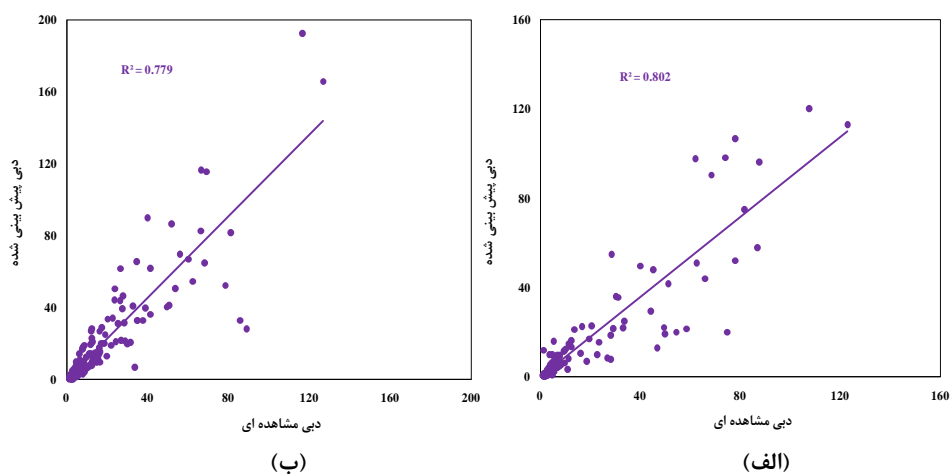 200
160
120
80
40
0
0
40
80
120
160
200
R² = 0.779
دبی پیش بینی شده
دبی مشاهده ای
(ب)
160
120
80
40
0
0
40
80
120
160
R² = 0.802
دبی پیش بینی شده
دبی مشاهده ای
(الف)